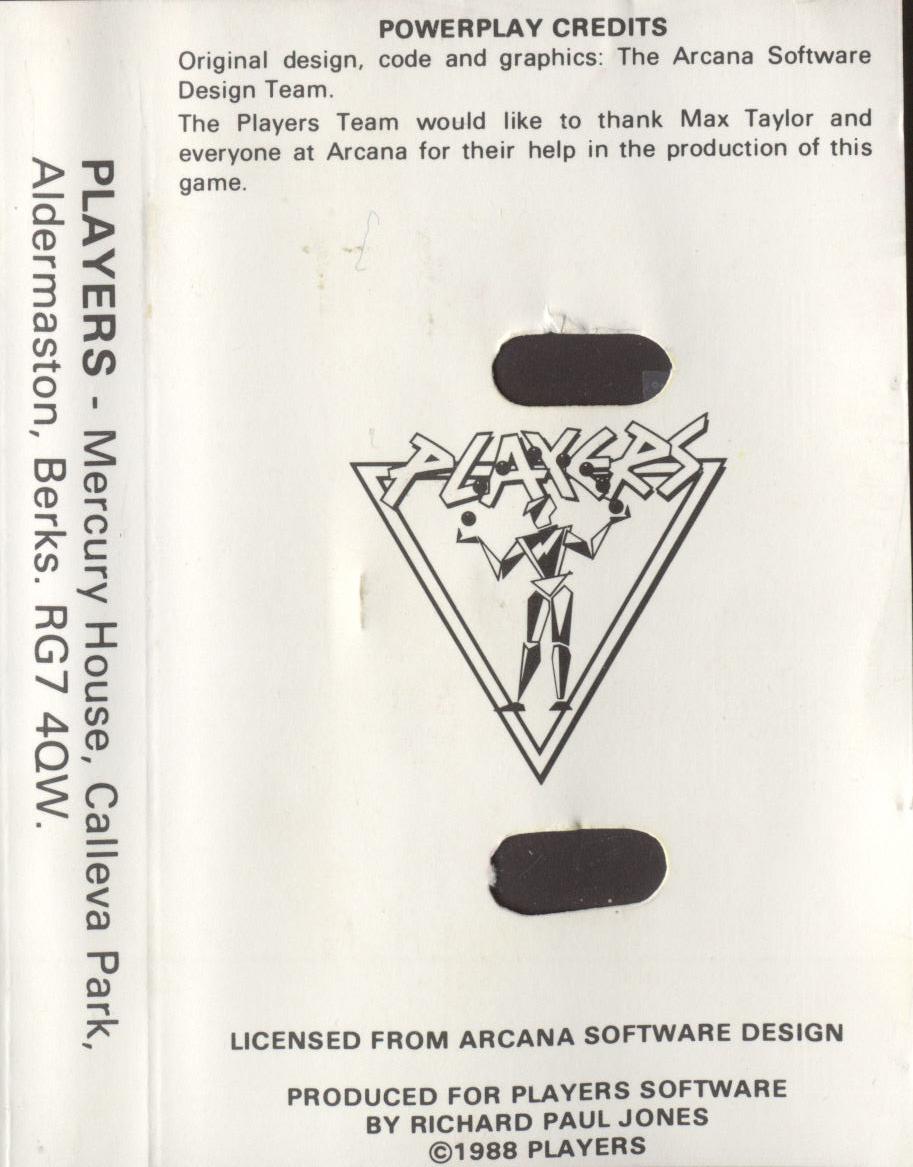 POWERPLAY CREDITS
Original design, code and graphics: The Arcana Software
Design Team.
The Players Team would like to thank Max Taylor and
everyone at Arcana for their help in the production of this
game.
PLAYERS
LICENSED FROM ARCANA SOFTWARE DESIGN
PRODUCED FOR PLAYERS SOFTWARE
BY RICHARD PAUL JONES
©1988 PLAYERS
PLAYERS - Mercury House, Calleva Park,
Aldermaston, Berks. RG7 4QW.